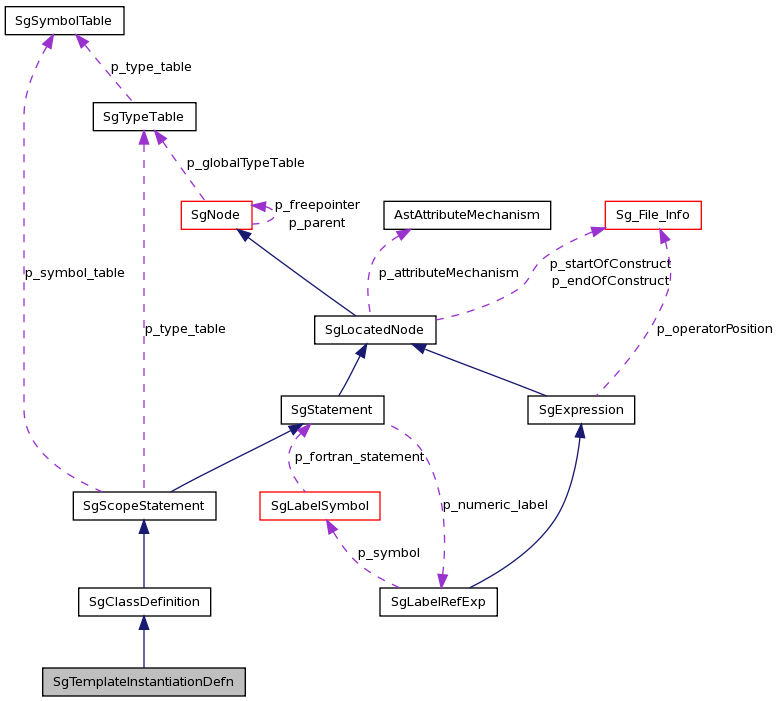 SgSymbolTable
p_type_table
SgTypeTable
p_globalTypeTable
SgNode
p_freepointer
p_parent
AstAttributeMechanism
Sg_File_Info
p_symbol_table
p_attributeMechanism
p_startOfConstruct
p_endOfConstruct
p_type_table
SgLocatedNode
p_operatorPosition
SgStatement
SgExpression
p_fortran_statement
SgScopeStatement
SgLabelSymbol
p_numeric_label
p_symbol
SgClassDefinition
SgLabelRefExp
SgTemplateInstantiationDefn